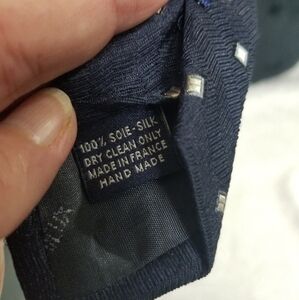 100% SOIE-SILK
DRY CLEAN ONLY
MADE IN FRANCE
HAND MADE